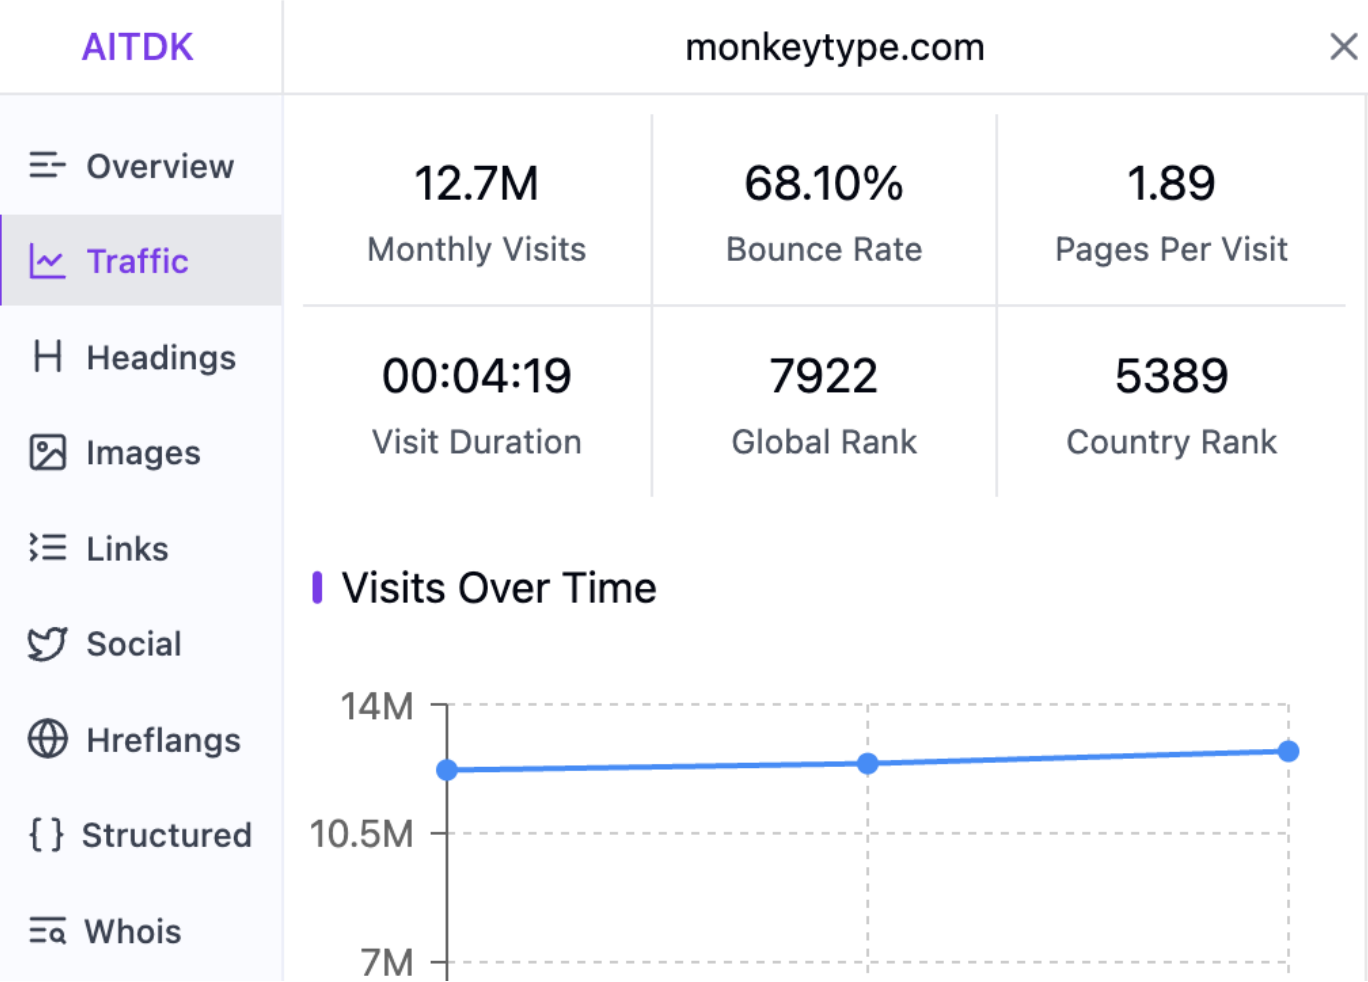 AITDK
monkeytype.com
Overview
Traffic
Headings
Images
Links
Social
Hreflangs
Structured
Whois
12.7M
Monthly Visits
68.10%
Bounce Rate
1.89
Pages Per Visit
00:04:19
Visit Duration
7922
Global Rank
5389
Country Rank
Visits Over Time
14M
10.5M
7M